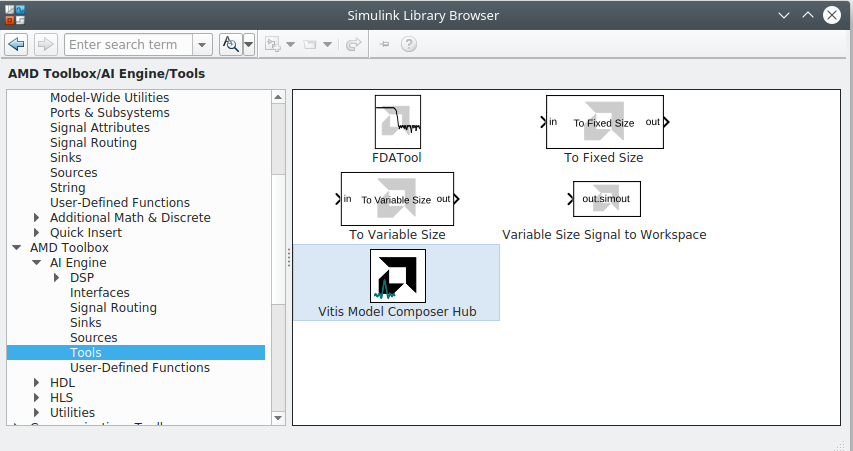 Simulink Library Browser
Enter search term
AMD Toolbox/AI Engine/Tools
Model-Wide Utilities
Ports & Subsystems
Signal Attributes
Signal Routing
Sinks
Sources
String
User-Defined Functions
Additional Math & Discrete
Quick Insert
AMD Toolbox
AI Engine
DSP
Interfaces
Signal Routing
Sinks
Sources
Tools
User-Defined Functions
HDL
HLS
Utilities
FDATool
in To Fixed Size out
To Fixed Size
in To Variable Size out
To Variable Size
out.simout
Variable Size Signal to Workspace
Vitis Model Composer Hub